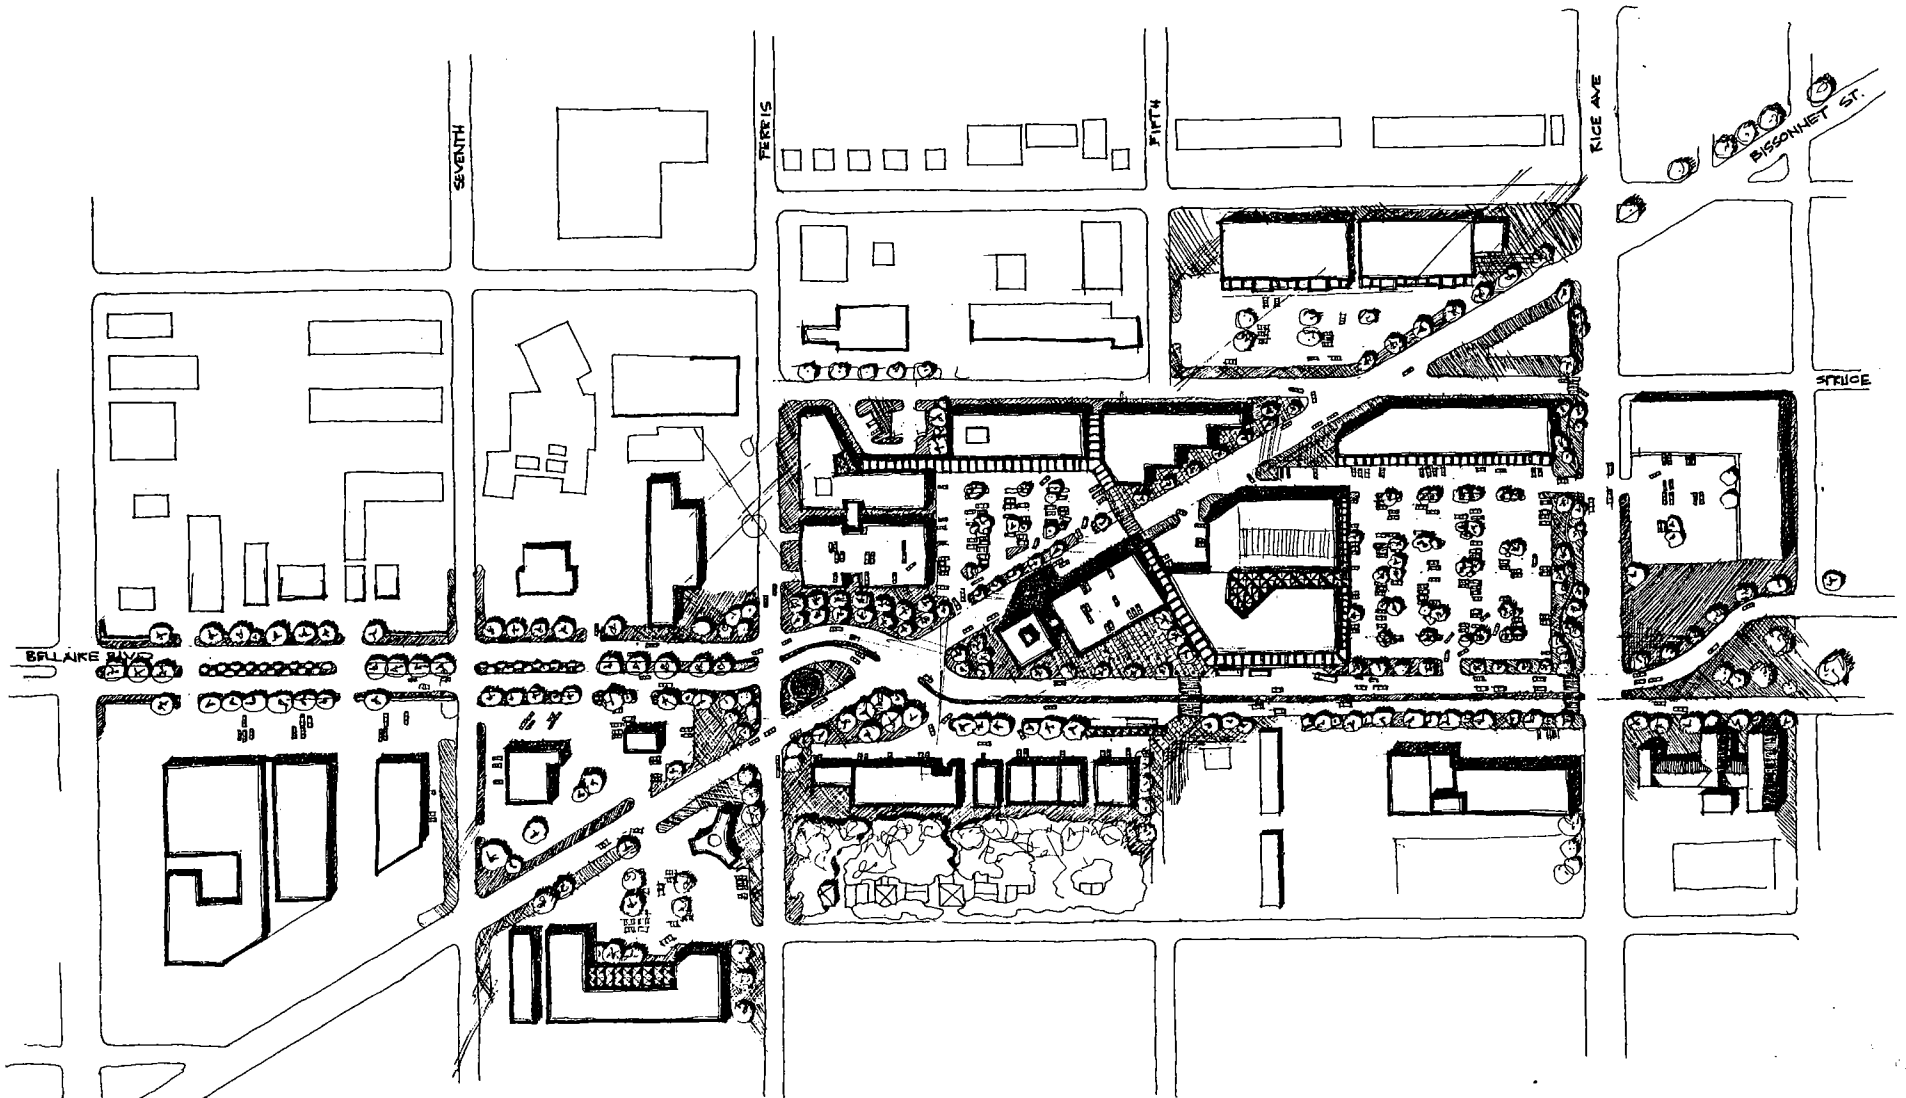 SEVENTH
FERRIS
FIFTH
RICE AVE
BISSONNET ST.
SPRUCE
BELLAIRE BLVD